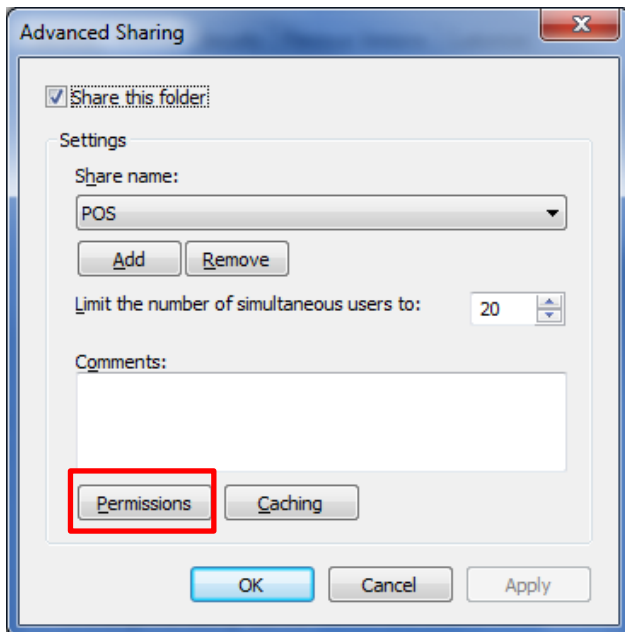 Advanced Sharing
Share this folder
Settings
Share name:
POS
Add Remove
Limit the number of simultaneous users to: 20
Comments:
Permissions Caching
OK Cancel Apply